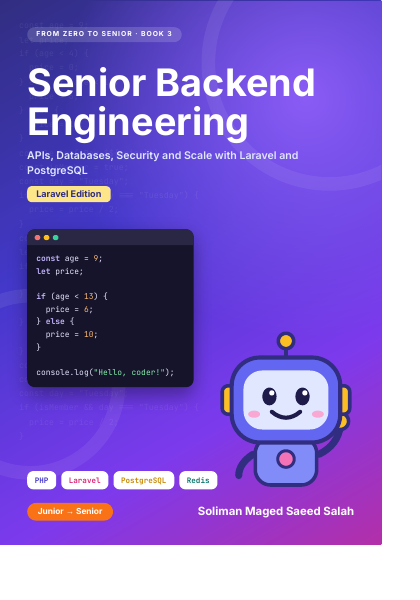 FROM ZERO TO SENIOR · BOOK 3
Senior Backend
Engineering
APIs, Databases, Security and Scale with Laravel and
PostgreSQL
Laravel Edition
const age = 9;
let price;
if (age < 13) {
price = 6;
} else {
price = 10;
}
console.log("Hello, coder!");
PHP Laravel PostgreSQL Redis
Junior → Senior
Soliman Maged Saeed Salah